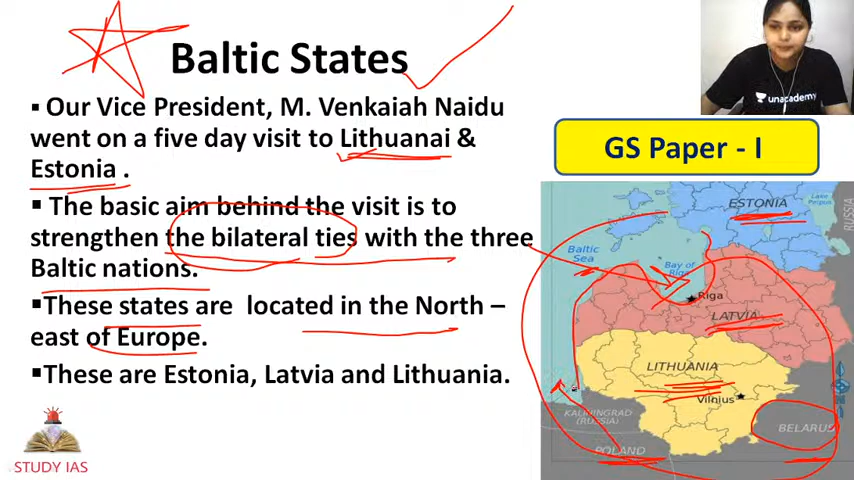 Baltic States
▪ Our Vice President, M. Venkaiah Naidu
went on a five day visit to Lithuanai &
Estonia .
▪ The basic aim behind the visit is to
strengthen the bilateral ties with the three
Baltic nations.
▪These states are located in the North –
east of Europe.
▪These are Estonia, Latvia and Lithuania.
STUDY IAS
unacademy
GS Paper - I
ESTONIA
Lake Peipus
RUSSIA
Baltic
Sea
Bay of
Riga
Riga
LATVIA
LITHUANIA
Vilnius
KALININGRAD
(RUSSIA)
BELARUS
POLAND